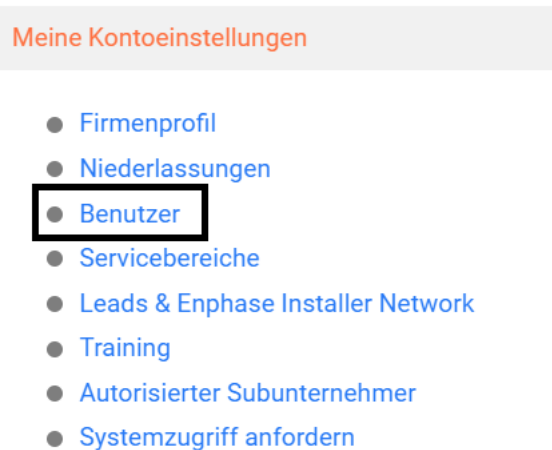 Meine Kontoeinstellungen
Firmenprofil
Niederlassungen
Benutzer
Servicebereiche
Leads & Enphase Installer Network
Training
Autorisierter Subunternehmer
Systemzugriff anfordern